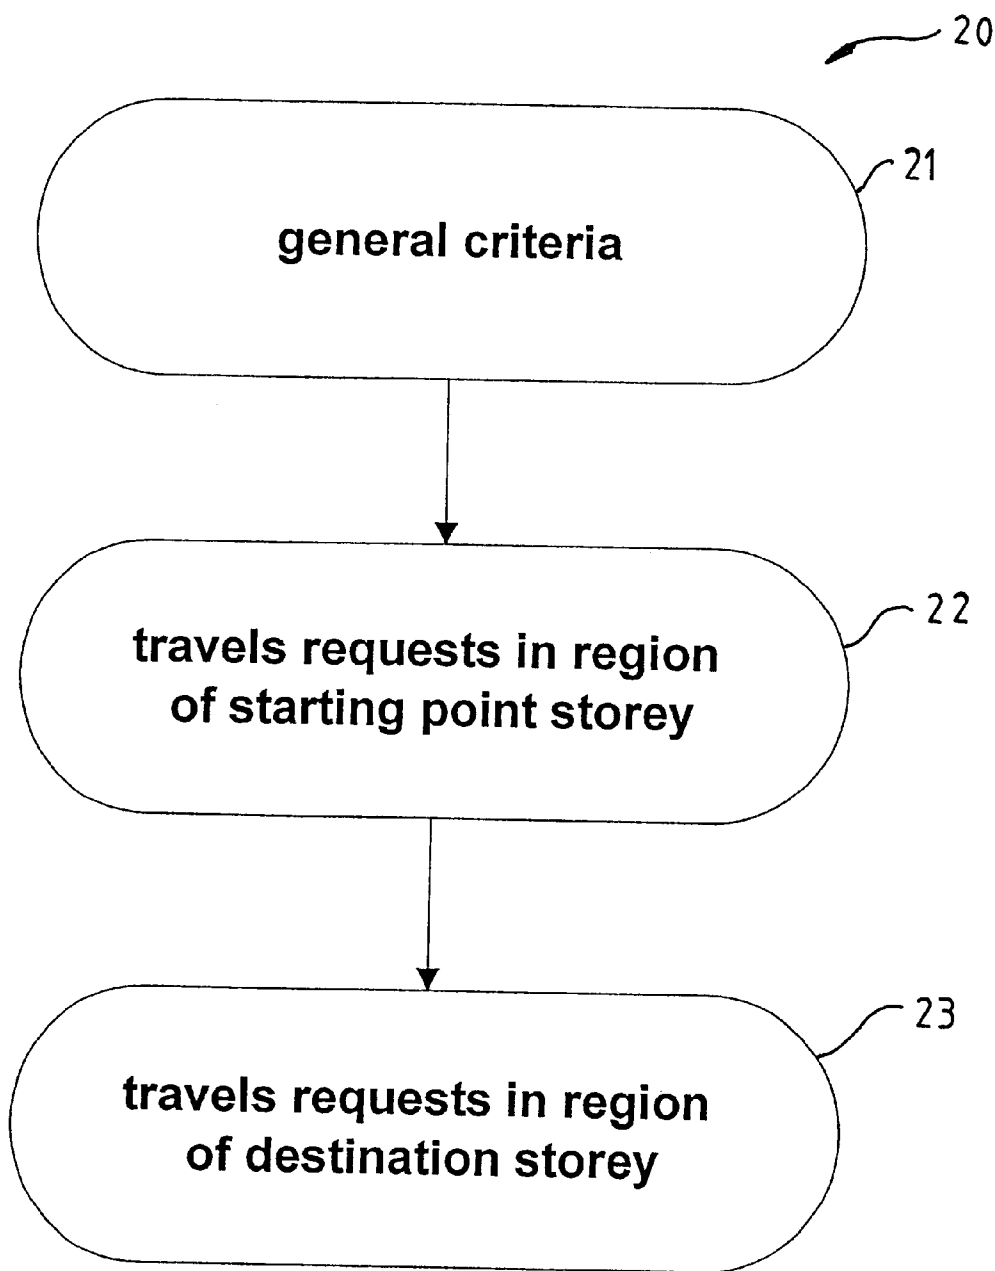 20
21
general criteria
22
travels requests in region
of starting point storey
23
travels requests in region
of destination storey